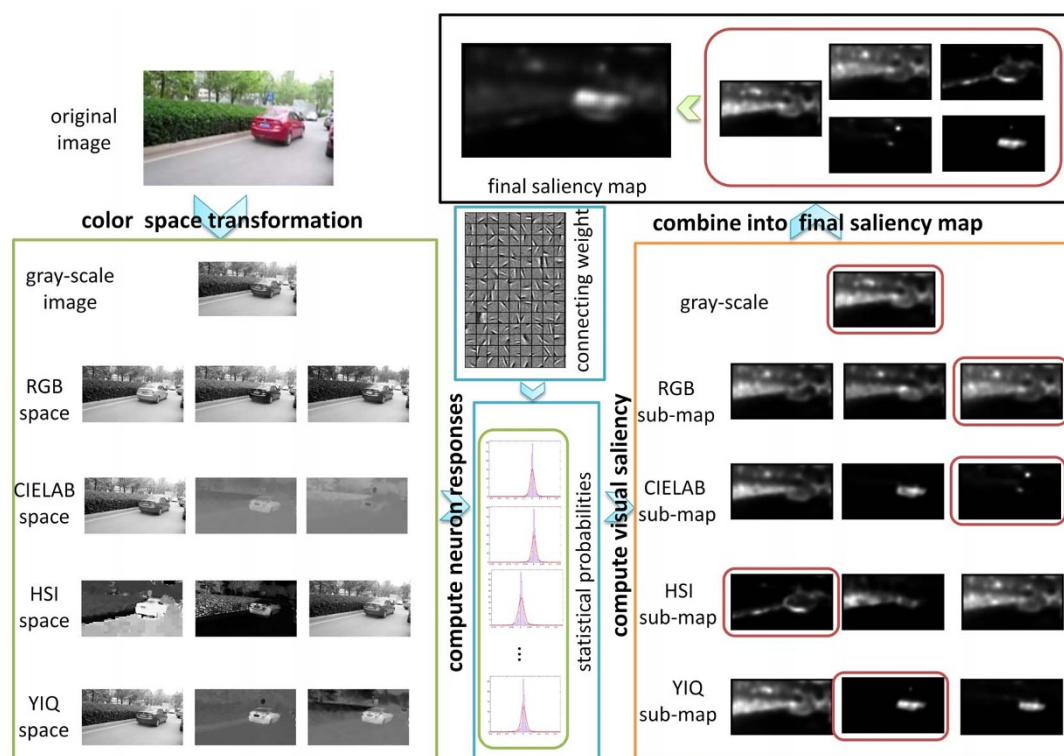 original
image
final saliency map
color space transformation
connecting weight
combine into final saliency map
gray-scale
image
RGB
space
CIELAB
space
HSI
space
YIQ
space
compute neuron responses
statistical probabilities
...
compute visual saliency
gray-scale
RGB
sub-map
CIELAB
sub-map
HSI
sub-map
YIQ
sub-map